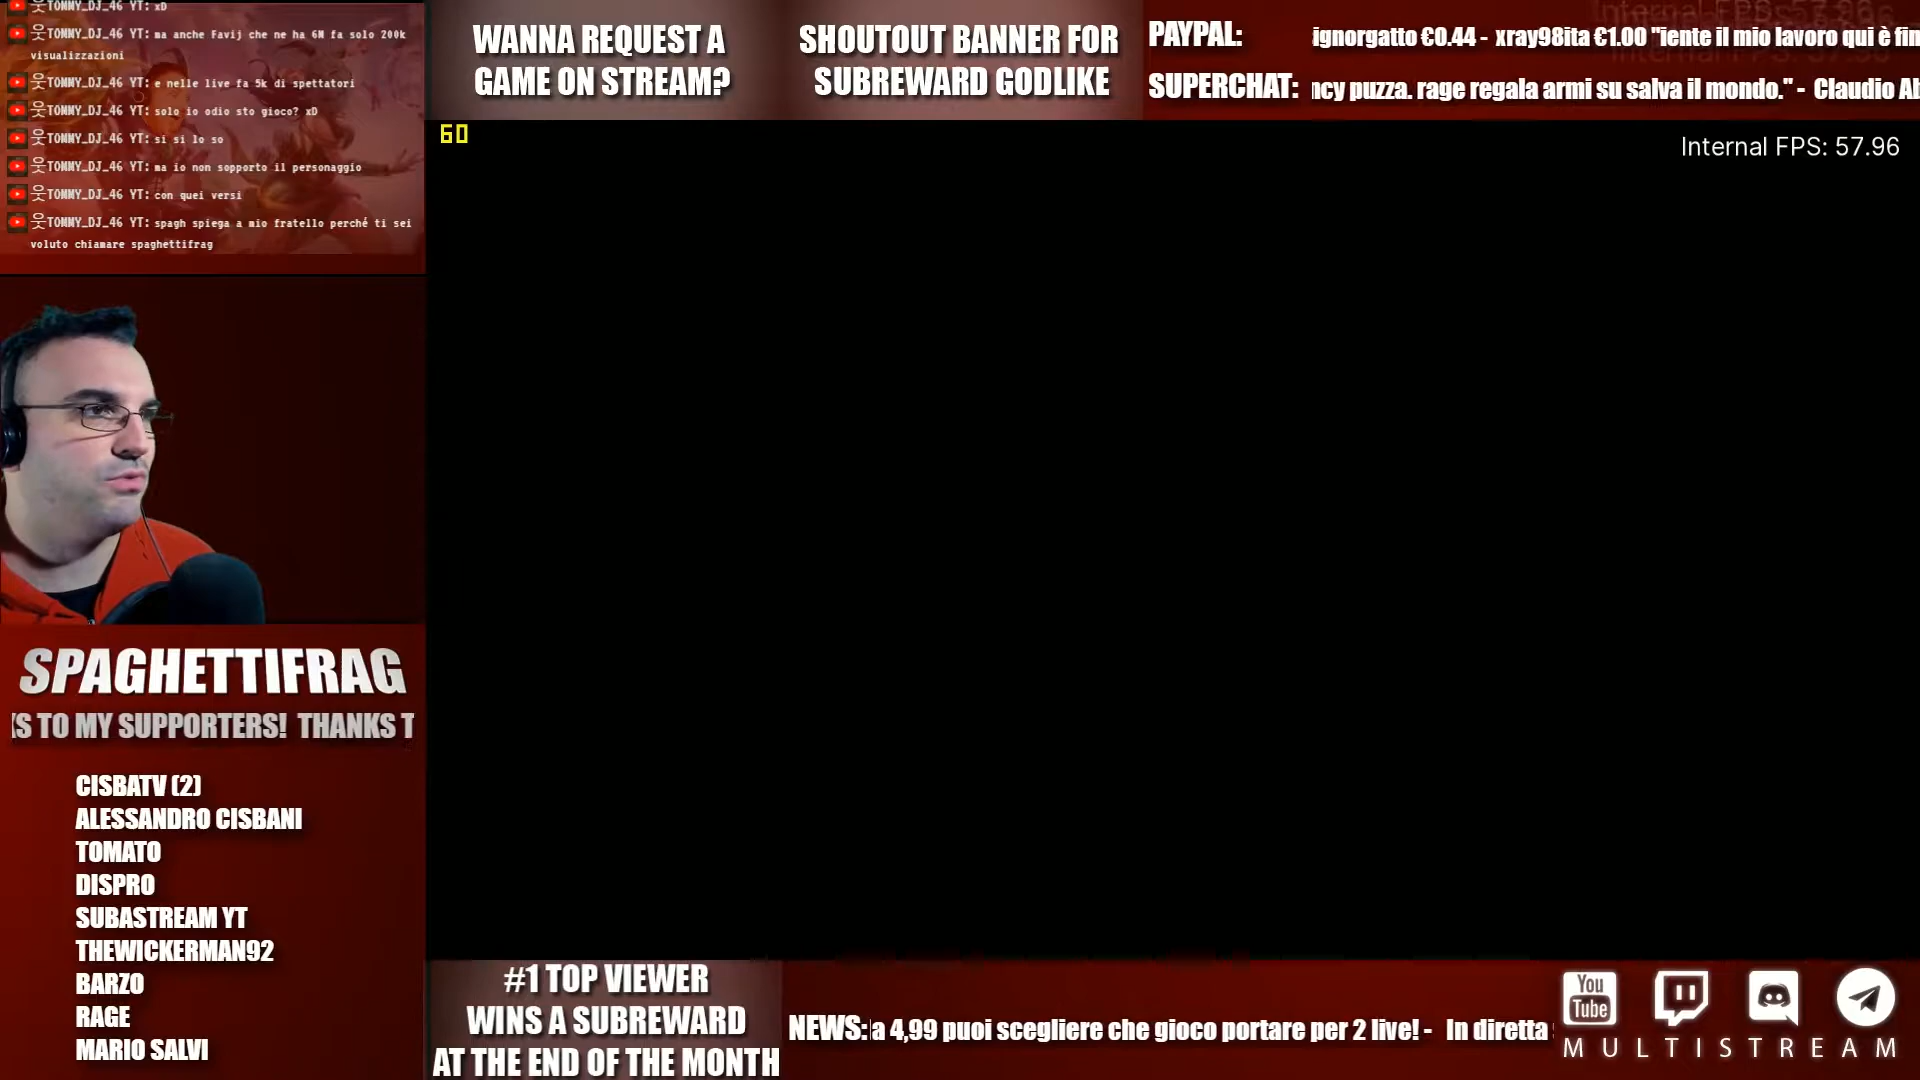 TOMMY_DJ_46 YT: xD
TOMMY_DJ_46 YT: ma anche Favij che ne ha 6M fa solo 200k
visualizzazioni
TOMMY_DJ_46 YT: e nelle live fa 5k di spettatori
TOMMY_DJ_46 YT: solo io odio sto gioco? xD
TOMMY_DJ_46 YT: si si lo so
TOMMY_DJ_46 YT: ma io non sopporto il personaggio
TOMMY_DJ_46 YT: con quei versi
TOMMY_DJ_46 YT: spagh spiega a mio fratello perché ti sei
voluto chiamare spaghettifrag
WANNA REQUEST A
GAME ON STREAM?
SHOUTOUT BANNER FOR
SUBREWARD GODLIKE
PAYPAL: ignorgatto €0.44 - xray98ita €1.00 "iente il mio lavoro qui è fin
SUPERCHAT: ncy puzza. rage regala armi su salva il mondo." - Claudio Ab
60
Internal FPS: 57.96
SPAGHETTIFRAG
KS TO MY SUPPORTERS! THANKS T
CISBATV (2)
ALESSANDRO CISBANI
TOMATO
DISPRO
SUBASTREAM YT
THEWICKERMAN92
BARZO
RAGE
MARIO SALVI
#1 TOP VIEWER
WINS A SUBREWARD
AT THE END OF THE MONTH
NEWS: a 4,99 puoi scegliere che gioco portare per 2 live! - In diretta
You
Tube
MULTISTREAM